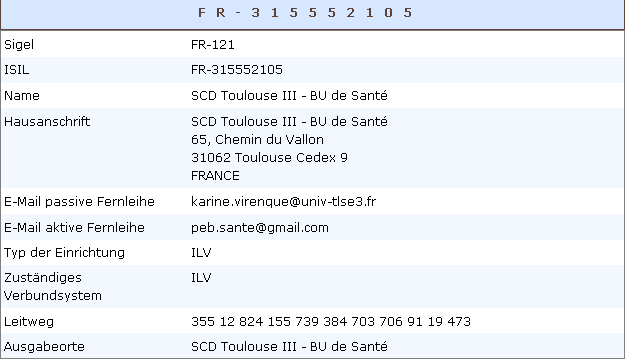 FR-315552105
Sigel FR-121
ISIL FR-315552105
Name SCD Toulouse III - BU de Santé
Hausanschrift SCD Toulouse III - BU de Santé
65, Chemin du Vallon
31062 Toulouse Cedex 9
FRANCE
E-Mail passive Fernleihe karine.virenque@univ-tlse3.fr
E-Mail aktive Fernleihe peb.sante@gmail.com
Typ der Einrichtung ILV
Zuständiges ILV
Verbundsystem
Leitweg 355 12 824 155 739 384 703 706 91 19 473
Ausgabeorte SCD Toulouse III - BU de Santé